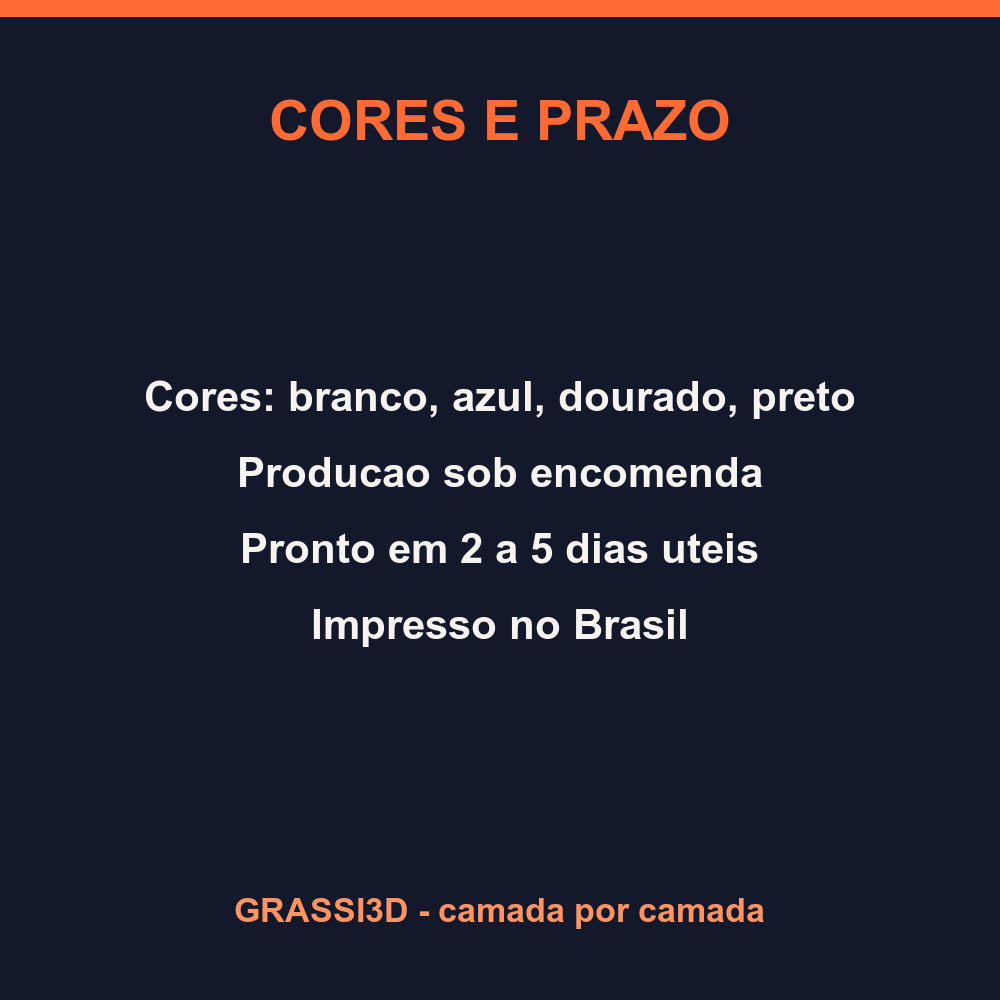 CORES E PRAZO
Cores: branco, azul, dourado, preto
Producao sob encomenda
Pronto em 2 a 5 dias uteis
Impresso no Brasil
GRASSI3D - camada por camada